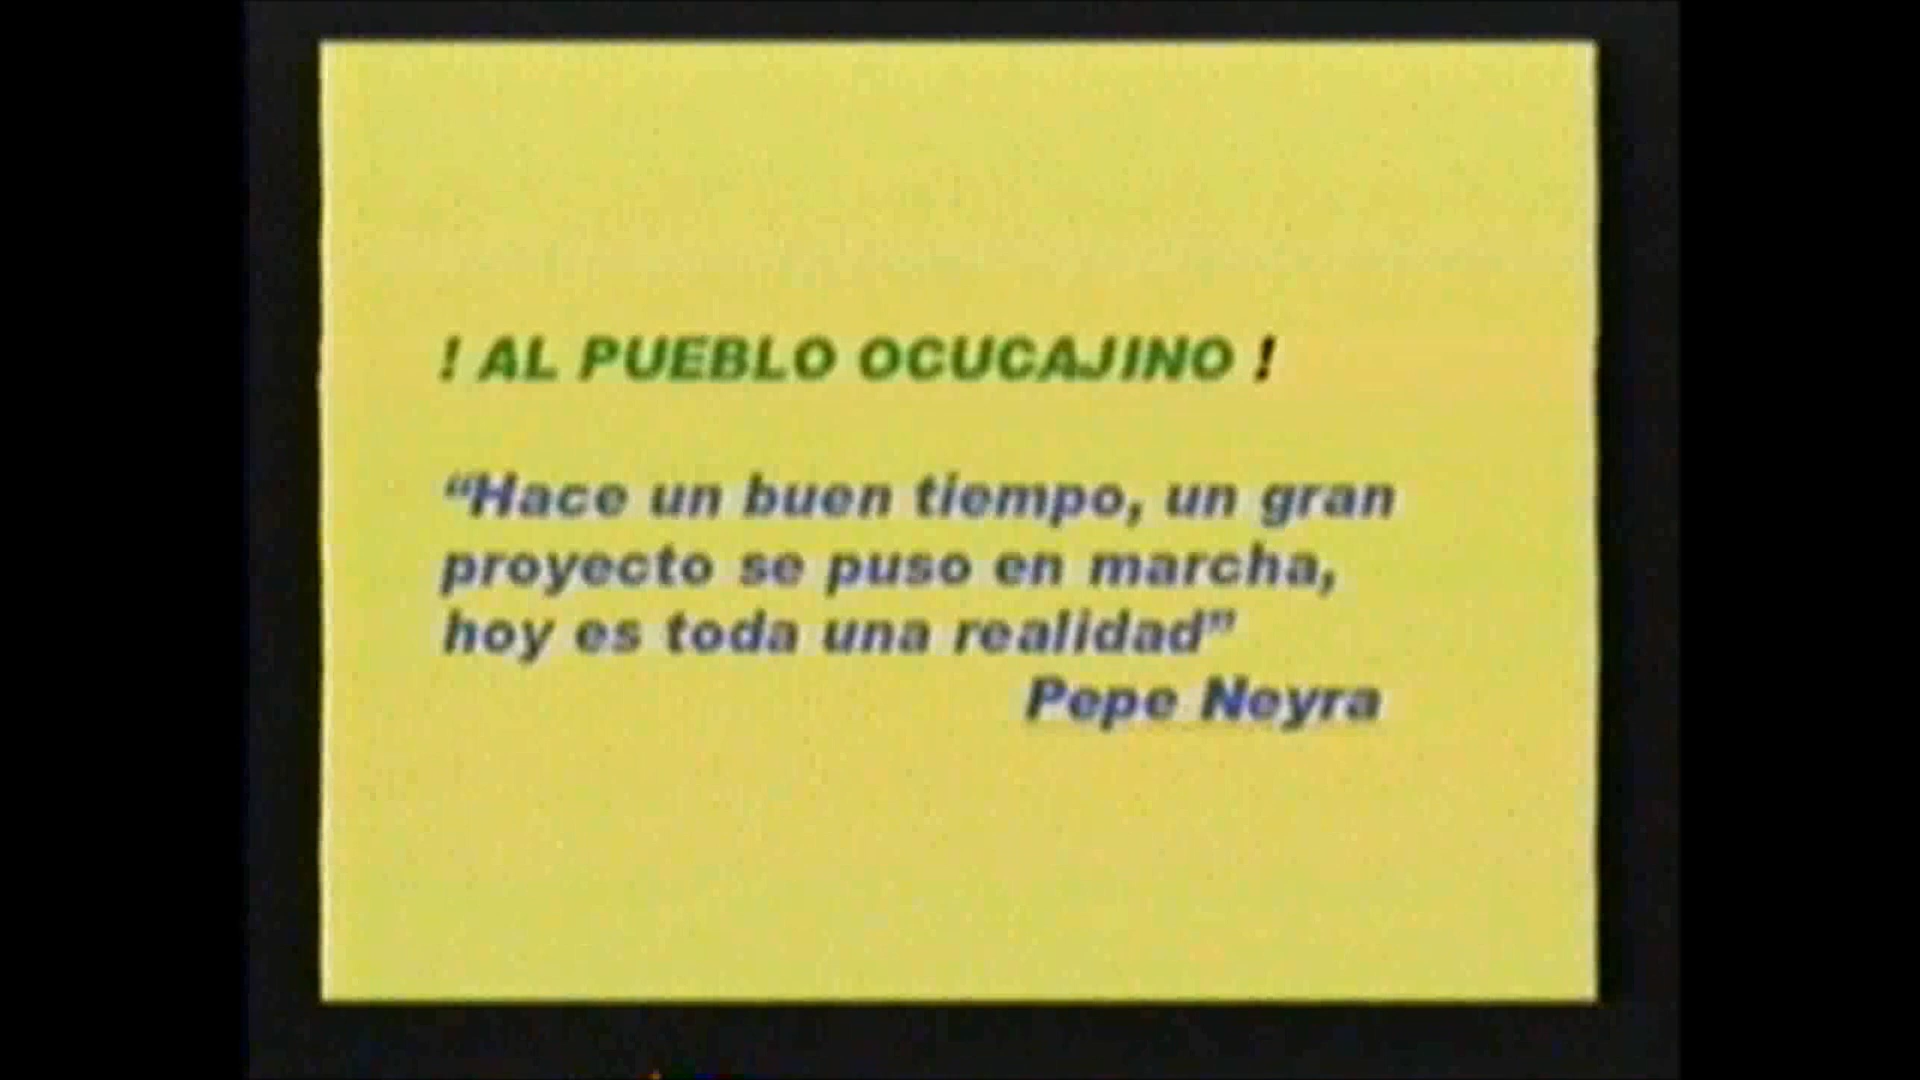 ! AL PUEBLO OCUCAJINO !
“Hace un buen tiempo, un gran
proyecto se puso en marcha,
hoy es toda una realidad”
Pepe Neyra